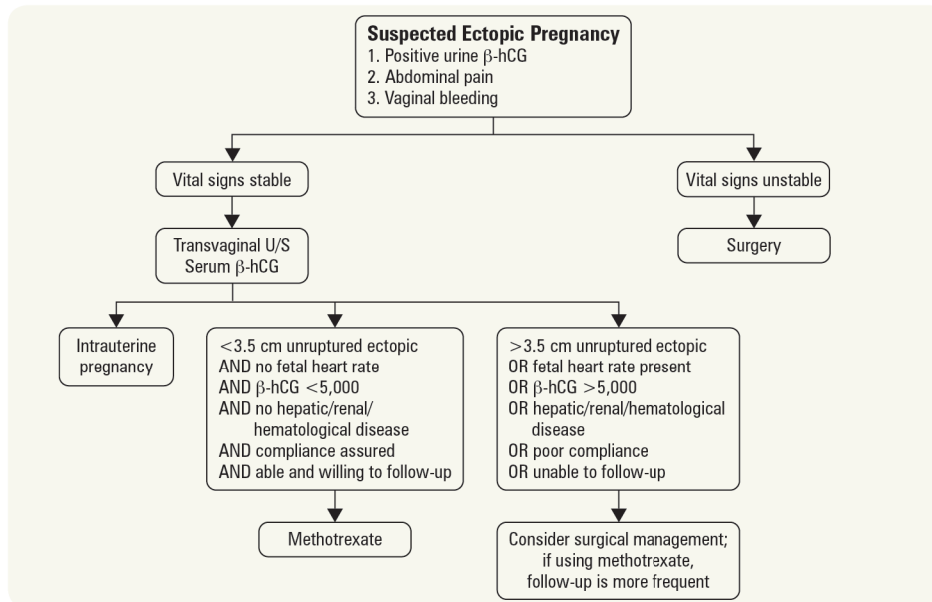 Suspected Ectopic Pregnancy
1. Positive urine β-hCG
2. Abdominal pain
3. Vaginal bleeding
Vital signs stable
Vital signs unstable
Transvaginal U/S
Serum β-hCG
Surgery
Intrauterine
pregnancy
<3.5 cm unruptured ectopic
AND no fetal heart rate
AND β-hCG <5,000
AND no hepatic/renal/
hematological disease
AND compliance assured
AND able and willing to follow-up
>3.5 cm unruptured ectopic
OR fetal heart rate present
OR β-hCG >5,000
OR hepatic/renal/hematological
disease
OR poor compliance
OR unable to follow-up
Methotrexate
Consider surgical management;
if using methotrexate,
follow-up is more frequent